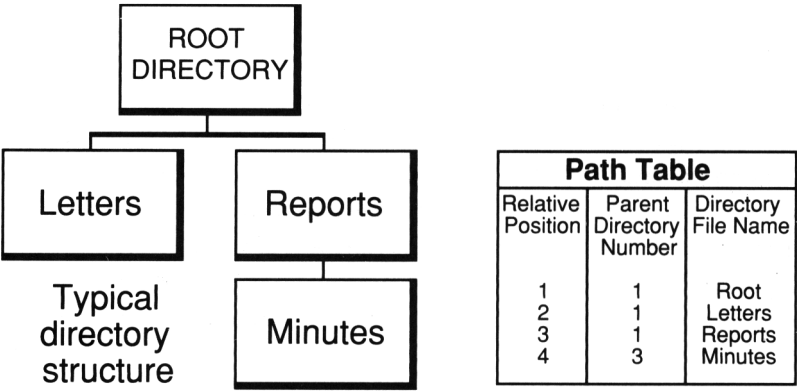 ROOT
DIRECTORY
Letters
Reports
Typical
directory
structure
Minutes
Path Table
Relative Position
Parent Directory Number
Directory File Name
1 1 Root
2 1 Letters
3 1 Reports
4 3 Minutes